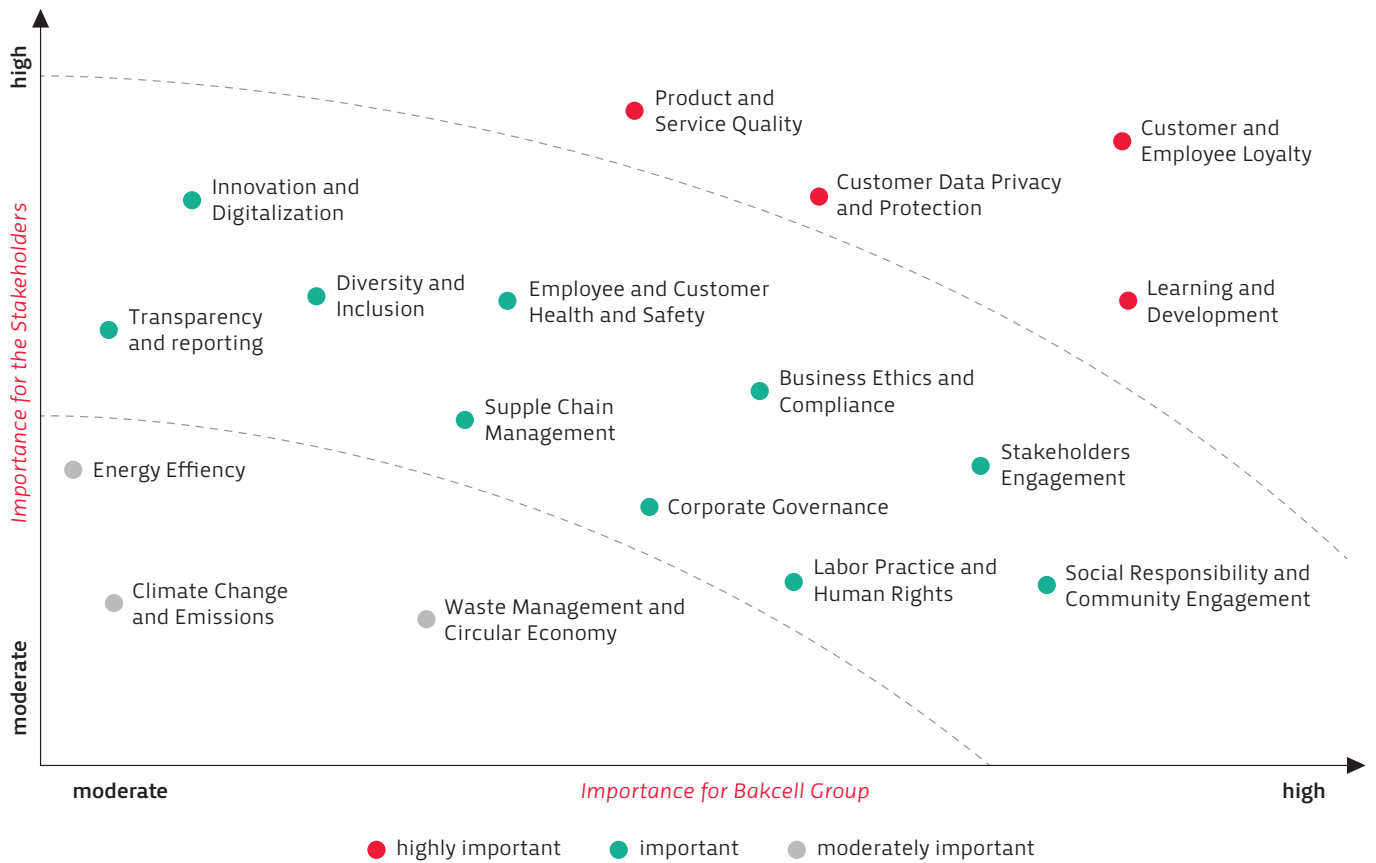 high
Importance for the Stakeholders
moderate
Product and
Service Quality
Customer and
Employee Loyalty
Customer Data Privacy
and Protection
Innovation and
Digitalization
Diversity and
Inclusion
Employee and Customer
Health and Safety
Learning and
Development
Transparency
and reporting
Business Ethics and
Compliance
Supple Chain
Management
Stakeholders
Engagement
Energy Effiency
Corporate Governance
Labor Practice and
Human Rights
Social Responsibility and
Community Engagement
Climate Change
and Emissions
Waste Management and
Circular Economy
moderate
Importance for Bakcell Group
high
highly important
important
moderately important